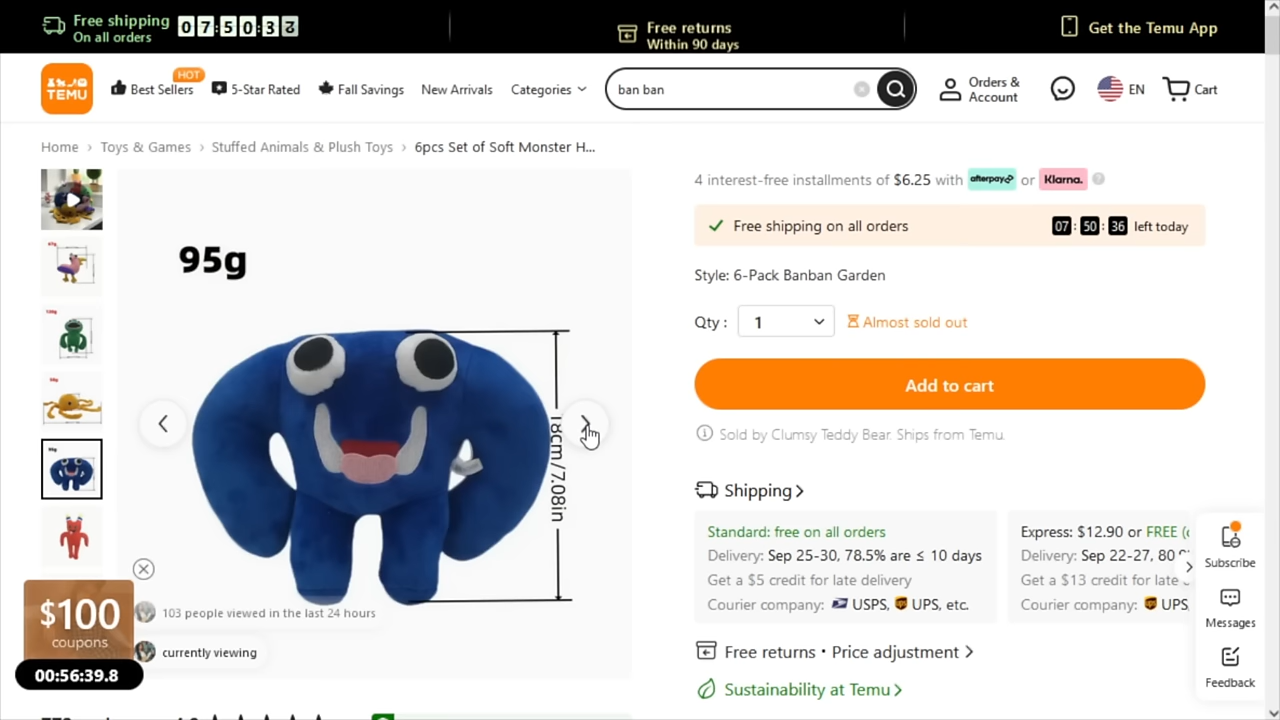 Free shipping
On all orders
07:50:3
Free returns
Within 90 days
Get the Temu App
TEMU
HOT
Best Sellers
5-Star Rated
Fall Savings
New Arrivals
Categories
ban ban
Orders &
Account
EN
Cart
Home › Toys & Games › Stuffed Animals & Plush Toys › 6pcs Set of Soft Monster H...
4 interest-free installments of $6.25 with afterpay or Klarna. ?
Free shipping on all orders
07 : 50 : 36 left today
95g
18cm/7.08in
Style: 6-Pack Banban Garden
Qty : 1
Almost sold out
Add to cart
Sold by Clumsy Teddy Bear. Ships from Temu.
Shipping
Standard: free on all orders
Delivery: Sep 25-30, 78.5% are ≤ 10 days
Get a $5 credit for late delivery
Courier company: USPS, UPS, etc.
Express: $12.90 or FREE (
Delivery: Sep 22-27, 80
Get a $13 credit for late
Courier company: UPS,
Subscribe
Messages
Feedback
103 people viewed in the last 24 hours
currently viewing
$100
coupons
00:56:39.8
Free returns • Price adjustment
Sustainability at Temu